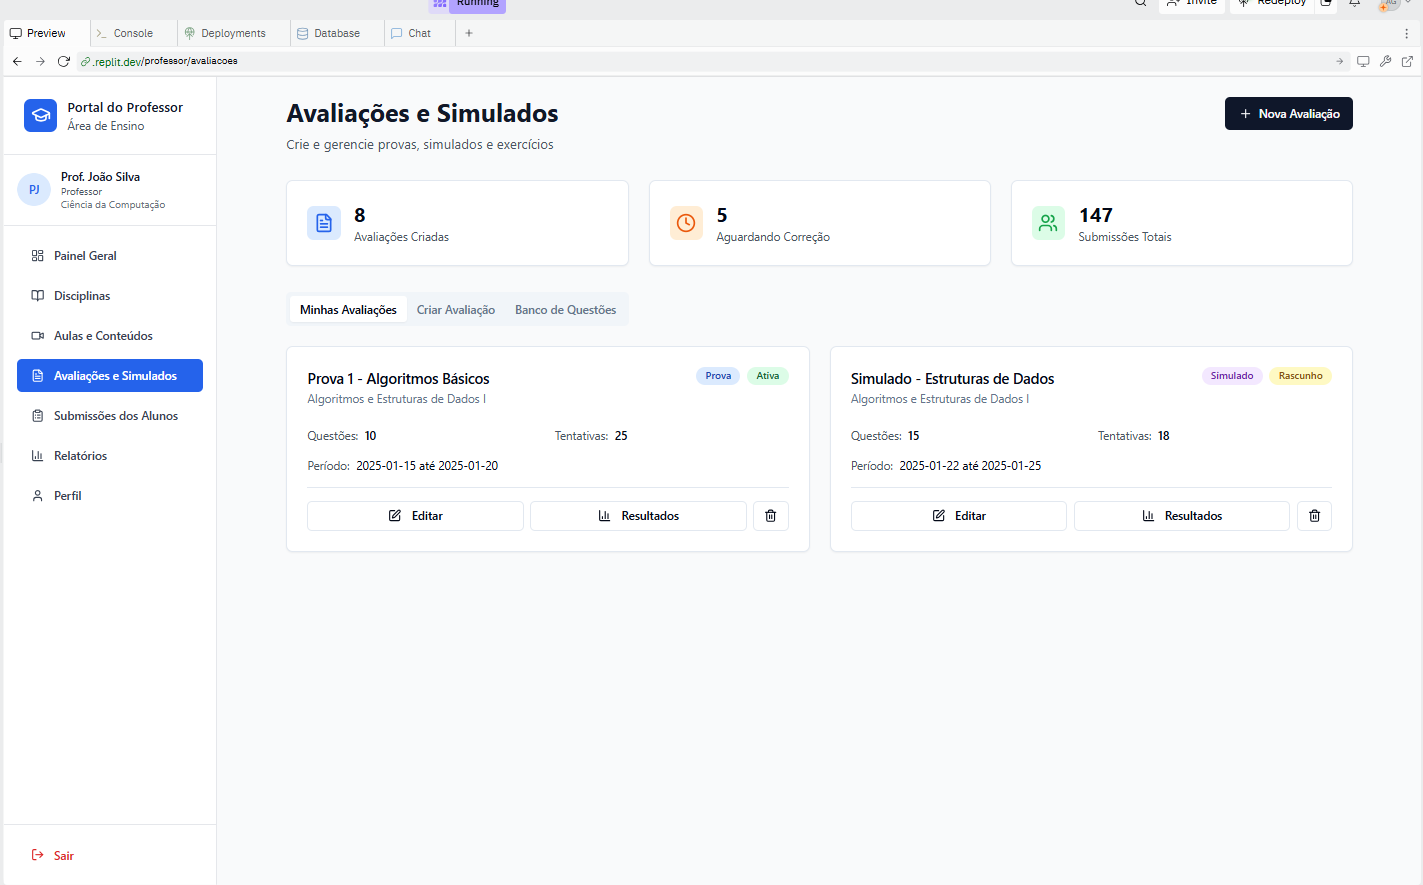 Running
Invite
Redeploy
Preview
Console
Deployments
Database
Chat
.replit.dev/professor/avaliacoes
Portal do Professor
Área de Ensino
PJ
Prof. João Silva
Professor
Ciência da Computação
Painel Geral
Disciplinas
Aulas e Conteúdos
Avaliações e Simulados
Submissões dos Alunos
Relatórios
Perfil
Sair
Avaliações e Simulados
Crie e gerencie provas, simulados e exercícios
Nova Avaliação
8
Avaliações Criadas
5
Aguardando Correção
147
Submissões Totais
Minhas Avaliações
Criar Avaliação
Banco de Questões
Prova 1 - Algoritmos Básicos
Prova
Ativa
Algoritmos e Estruturas de Dados I
Questões: 10
Tentativas: 25
Período: 2025-01-15 até 2025-01-20
Editar
Resultados
Simulado - Estruturas de Dados
Simulado
Rascunho
Algoritmos e Estruturas de Dados I
Questões: 15
Tentativas: 18
Período: 2025-01-22 até 2025-01-25
Editar
Resultados